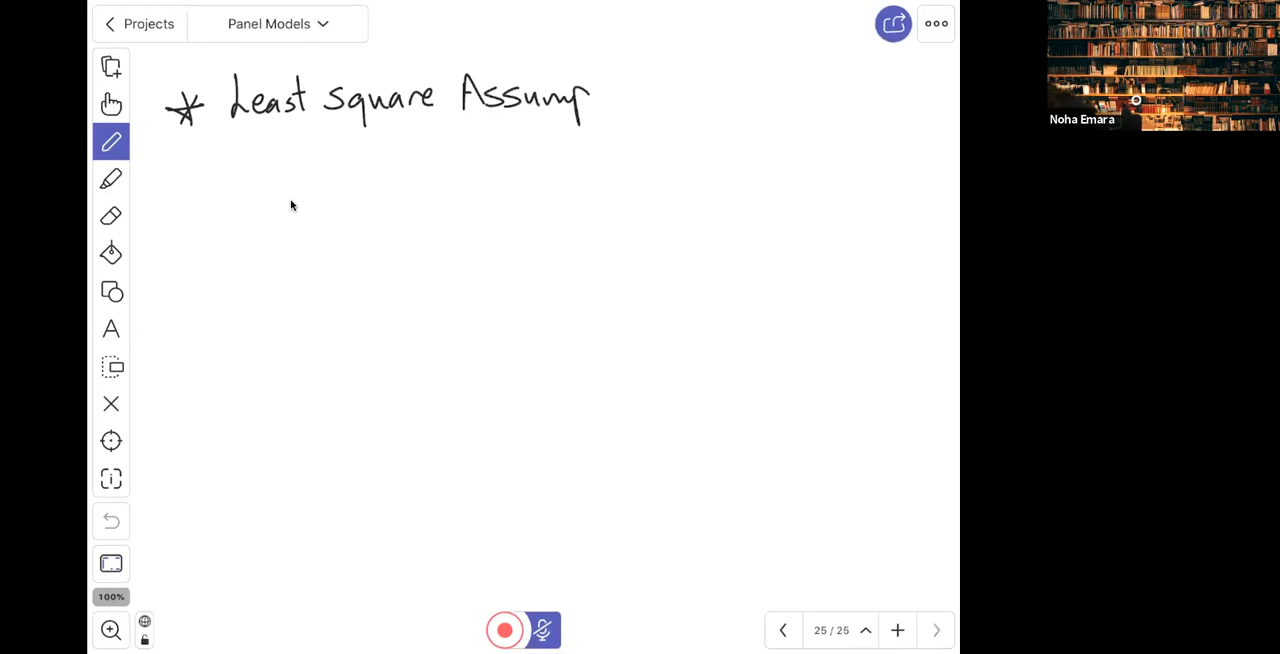 Projects
Panel Models
* Least square Assump
Noha Emara
A
100%
25 / 25